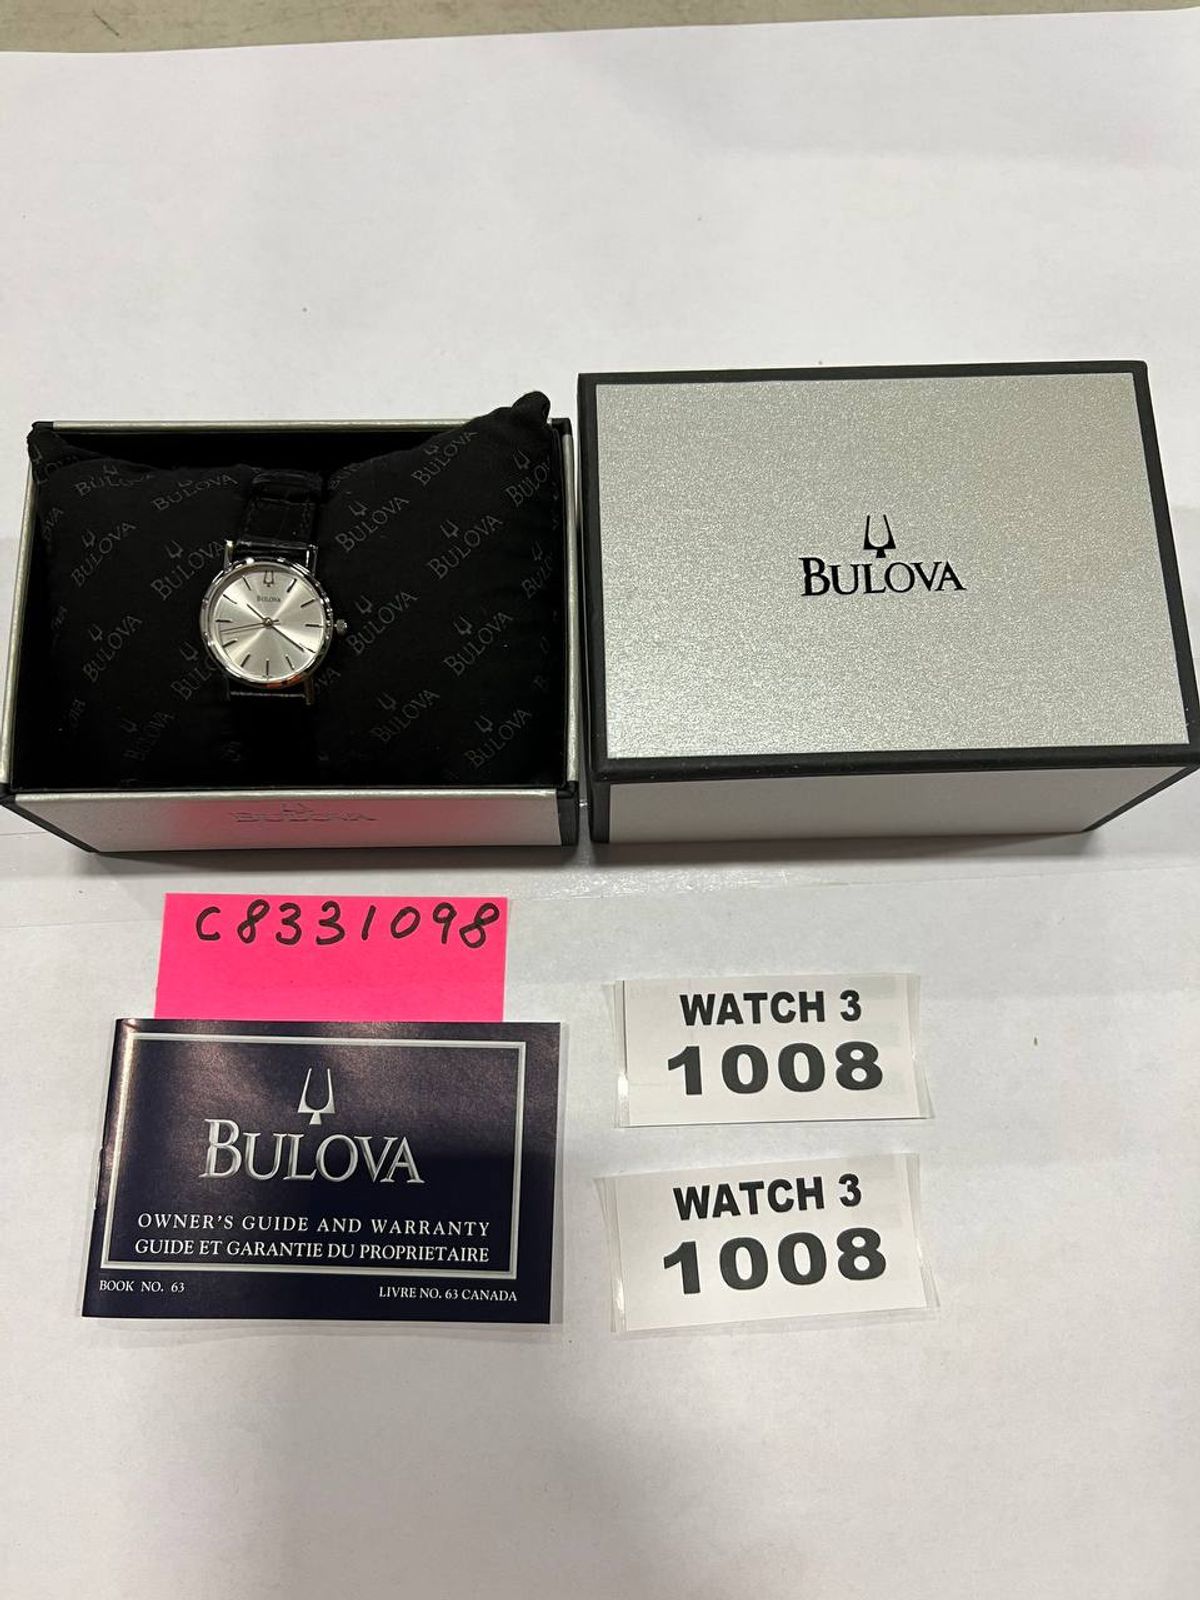 BULOVA
BULOVA
BULOVA
BULOVA
C8331098
BULOVA
OWNER'S GUIDE AND WARRANTY
GUIDE ET GARANTIE DU PROPRIETAIRE
BOOK NO. 63
LIVRE NO. 63 CANADA
WATCH 3
1008
WATCH 3
1008